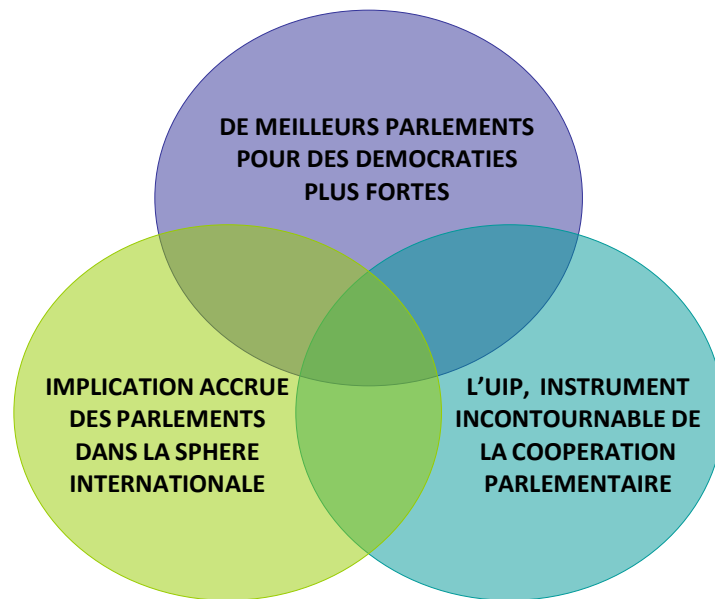 DE MEILLEURS PARLEMENTS
POUR DES DEMOCRATIES
PLUS FORTES
IMPLICATION ACCRUE
DES PARLEMENTS
DANS LA SPHERE
INTERNATIONALE
L’UIP, INSTRUMENT
INCONTOURNABLE DE
LA COOPERATION
PARLEMENTAIRE